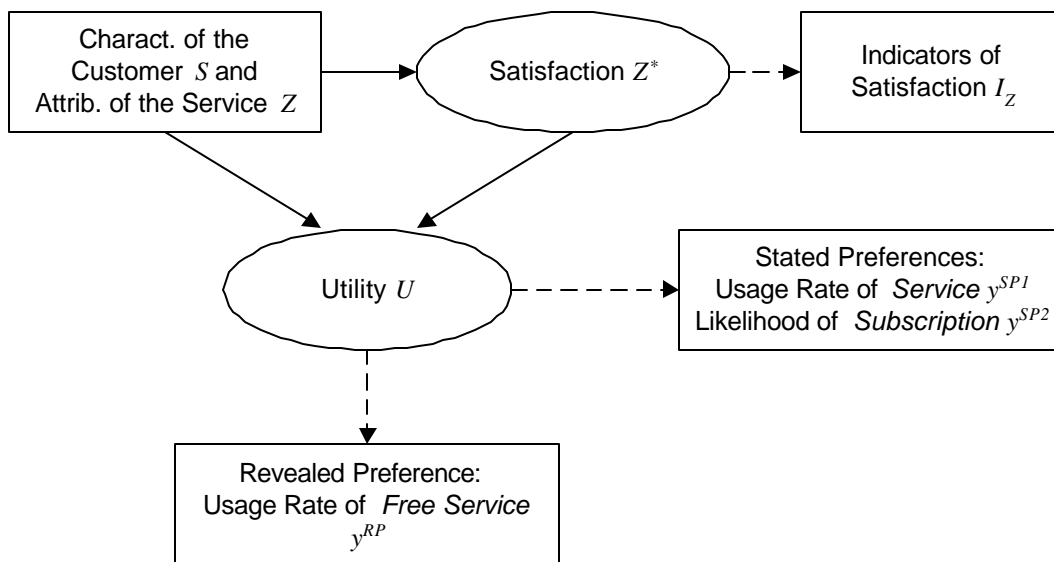 Charact. of the
Customer S and
Attrib. of the Service Z
Satisfaction Z*
Indicators of
Satisfaction I_Z
Utility U
Stated Preferences:
Usage Rate of Service y^SP1
Likelihood of Subscription y^SP2
Revealed Preference:
Usage Rate of Free Service
y^RP